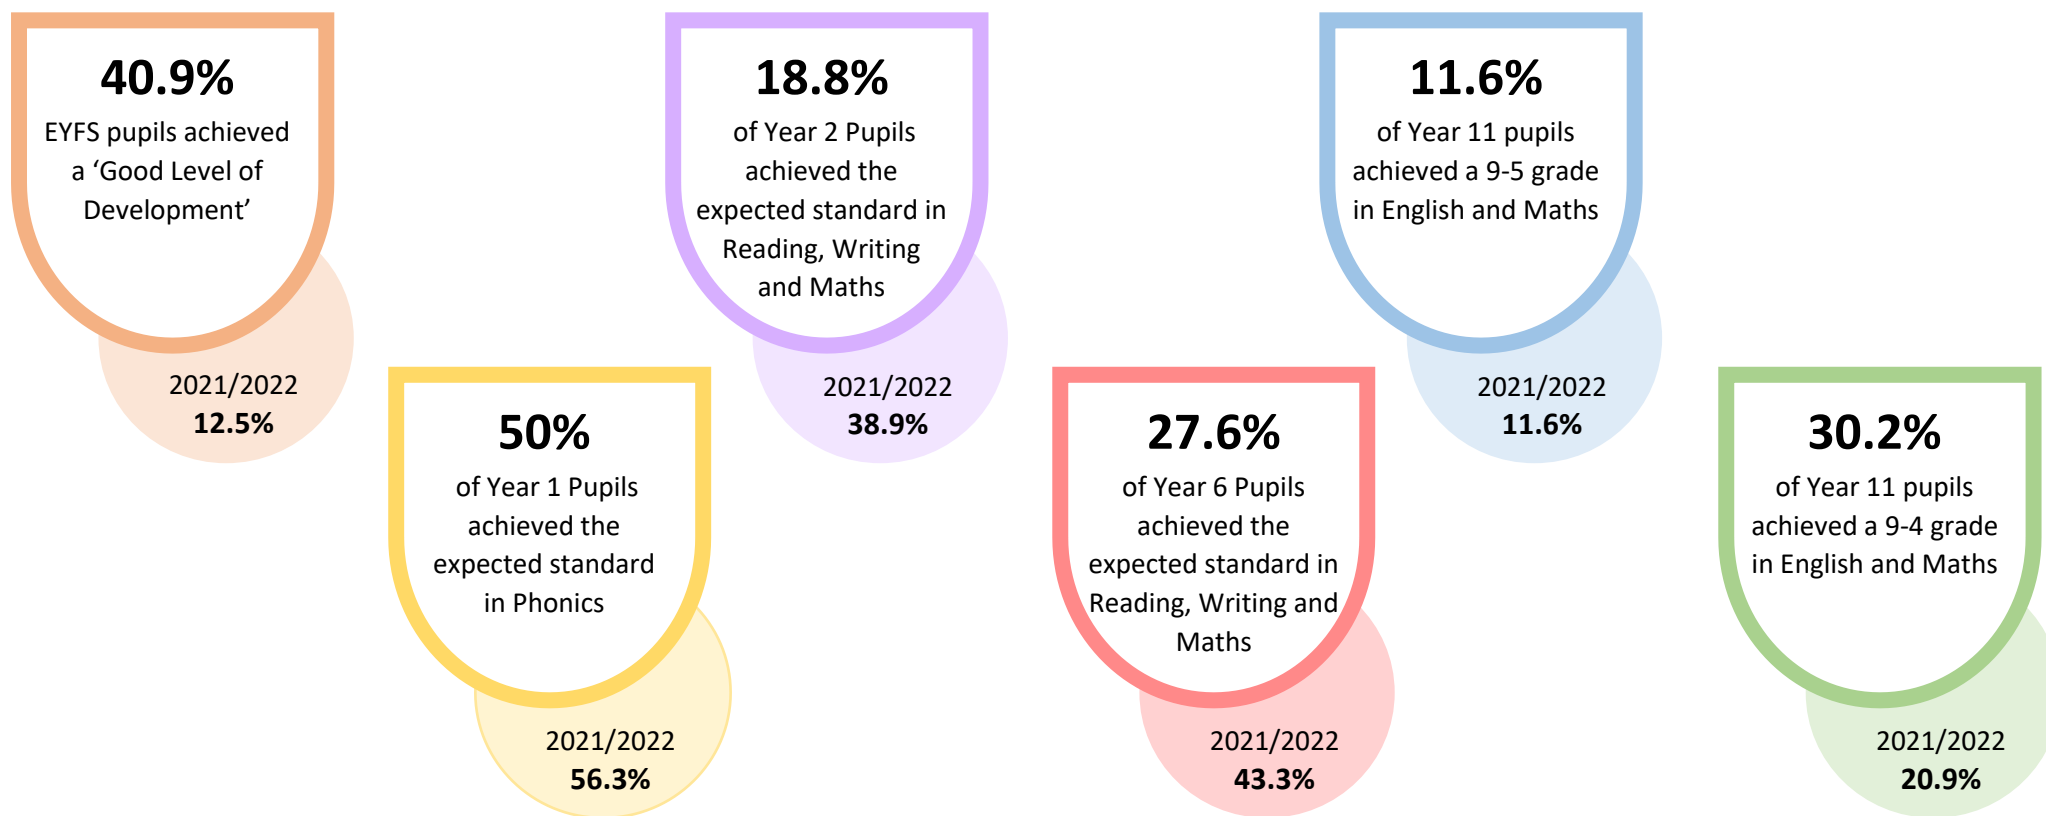 40.9%
EYFS pupils achieved
a ‘Good Level of
Development’
2021/2022
12.5%
50%
of Year 1 Pupils
achieved the
expected standard
in Phonics
2021/2022
56.3%
18.8%
of Year 2 Pupils
achieved the
expected standard in
Reading, Writing
and Maths
2021/2022
38.9%
27.6%
of Year 6 Pupils
achieved the
expected standard in
Reading, Writing and
Maths
2021/2022
43.3%
11.6%
of Year 11 pupils
achieved a 9-5 grade
in English and Maths
2021/2022
11.6%
30.2%
of Year 11 pupils
achieved a 9-4 grade
in English and Maths
2021/2022
20.9%